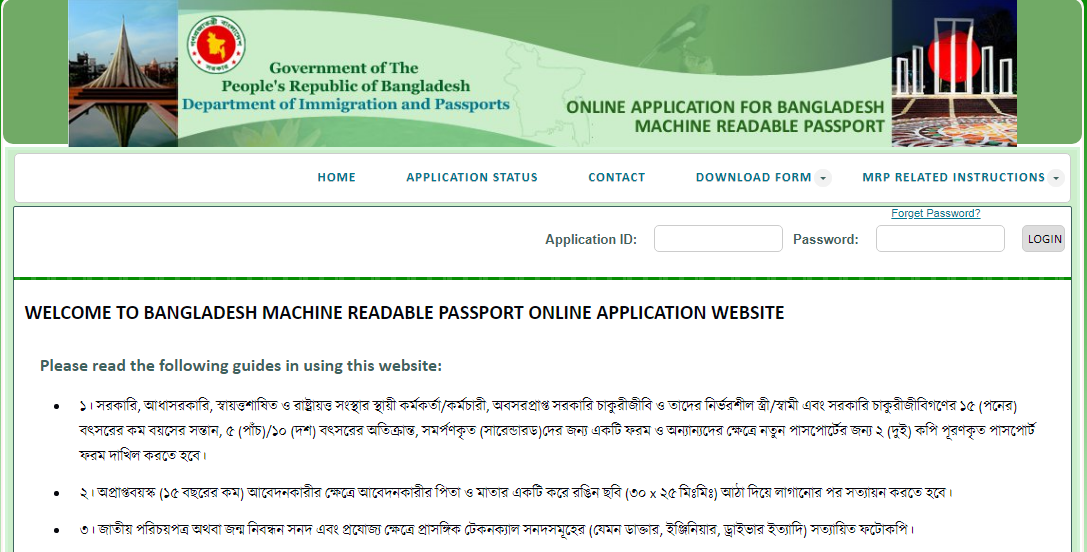 গণপ্রজাতন্ত্রী বাংলাদেশ
সরকার
Government of The
People's Republic of Bangladesh
Department of Immigration and Passports
ONLINE APPLICATION FOR BANGLADESH
MACHINE READABLE PASSPORT
HOME APPLICATION STATUS CONTACT DOWNLOAD FORM MRP RELATED INSTRUCTIONS
Forget Password?
Application ID: Password: LOGIN
WELCOME TO BANGLADESH MACHINE READABLE PASSPORT ONLINE APPLICATION WEBSITE
Please read the following guides in using this website:
• ১। সরকারি, আধাসরকারি, স্বায়ত্তশাষিত ও রাষ্ট্রায়ত্ত সংস্থার স্থায়ী কর্মকর্তা/কর্মচারী, অবসরপ্রাপ্ত সরকারি চাকুরীজীবি ও তাদের নির্ভরশীল স্ত্রী/স্বামী এবং সরকারি চাকুরীজীবিগণের ১৫ (পনের)
বৎসরের কম বয়সের সন্তান, ৫ (পাঁচ)/১০ (দশ) বৎসরের অতিক্রান্ত, সমর্পণকৃত (সারেন্ডারড)দের জন্য একটি ফরম ও অন্যান্যদের ক্ষেত্রে নতুন পাসপোর্টের জন্য ২ (দুই) কপি পূরণকৃত পাসপোর্ট
ফরম দাখিল করতে হবে।
• ২। অপ্রাপ্তবয়স্ক (১৫ বছরের কম) আবেদনকারীর ক্ষেত্রে আবেদনকারীর পিতা ও মাতার একটি করে রঙিন ছবি (৩০ x ২৫ মিঃমিঃ) আঠা দিয়ে লাগানোর পর সত্যায়ন করতে হবে।
• ৩। জাতীয় পরিচয়পত্র অথবা জন্ম নিবন্ধন সনদ এবং প্রযোজ্য ক্ষেত্রে প্রাসঙ্গিক টেকনিক্যাল সনদসমূহের (যেমন ডাক্তার, ইঞ্জিনিয়ার, ড্রাইভার ইত্যাদি) সত্যায়িত ফটোকপি।